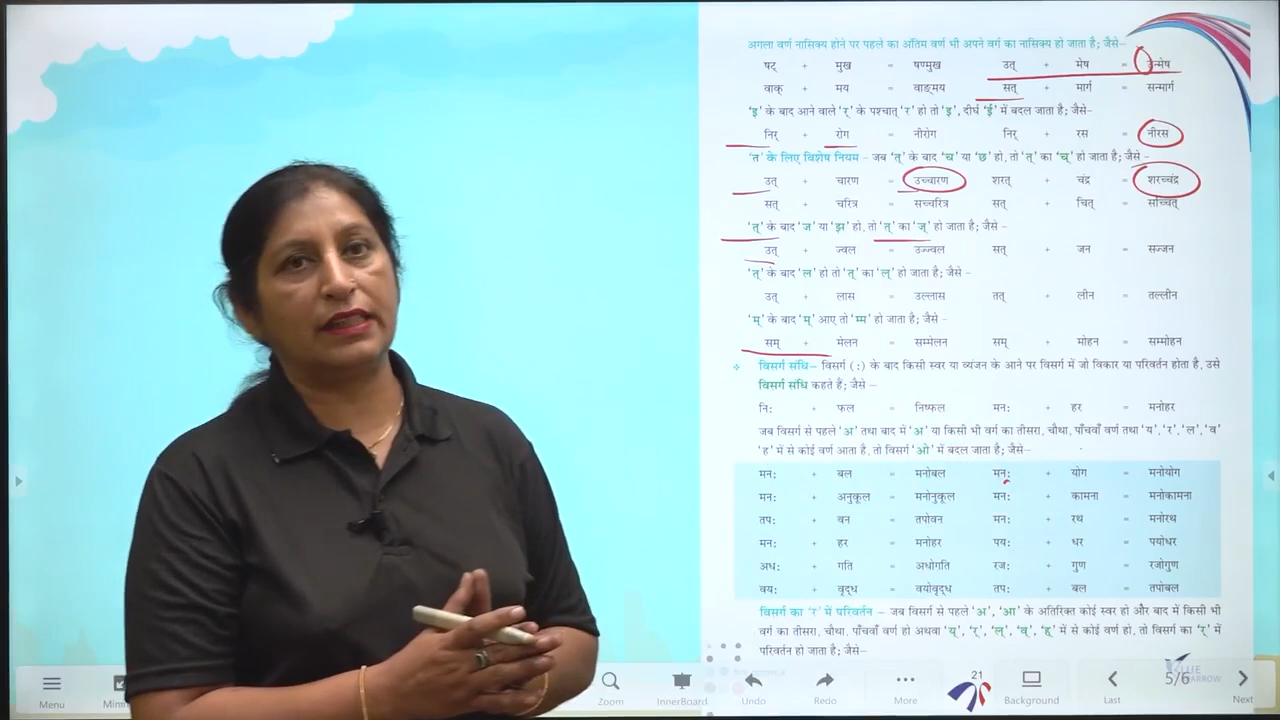 अगला वर्ण नासिक्य होने पर पहले का अंतिम वर्ण भी अपने वर्ग का नासिक्य हो जाता है; जैसे–
षट् + मुख = षण्मुख उत् + मेष = उन्मेष
वाक् + मय = वाङ्मय सत् + मार्ग = सन्मार्ग
'इ' के बाद आने वाले 'र्' के पश्चात् 'र' हो तो 'इ', दीर्घ 'ई' में बदल जाता है; जैसे–
निर् + रोग = नीरोग निर् + रस = नीरस
'त' के लिए विशेष नियम – जब 'त्' के बाद 'च' या 'छ' हो, तो 'त्' का 'च्' हो जाता है; जैसे –
उत् + चारण = उच्चारण शरत् + चंद्र = शरच्चंद्र
सत् + चरित्र = सच्चरित्र सत् + चित् = सच्चित्
'त्' के बाद 'ज' या 'झ' हो, तो 'त्' का 'ज्' हो जाता है; जैसे –
उत् + ज्वल = उज्ज्वल सत् + जन = सज्जन
'त्' के बाद 'ल' हो तो 'त्' का 'ल्' हो जाता है; जैसे –
उत् + लास = उल्लास तत् + लीन = तल्लीन
'म्' के बाद 'म्' आए तो 'म्म' हो जाता है; जैसे –
सम् + मेलन = सम्मेलन सम् + मोहन = सम्मोहन
❖ विसर्ग संधि– विसर्ग (:) के बाद किसी स्वर या व्यंजन के आने पर विसर्ग में जो विकार या परिवर्तन होता है, उसे
विसर्ग संधि कहते हैं; जैसे –
नि: + फल = निष्फल मन: + हर = मनोहर
जब विसर्ग से पहले 'अ' तथा बाद में 'अ' या किसी भी वर्ग का तीसरा, चौथा, पाँचवाँ वर्ण तथा 'य', 'र', 'ल', 'व'
'ह' में से कोई वर्ण आता है, तो विसर्ग 'ओ' में बदल जाता है; जैसे–
मन: + बल = मनोबल मन: + योग = मनोयोग
मन: + अनुकूल = मनोनुकूल मन: + कामना = मनोकामना
तप: + वन = तपोवन मन: + रथ = मनोरथ
मन: + हर = मनोहर पय: + धर = पयोधर
अध: + गति = अधोगति रज: + गुण = रजोगुण
वय: + वृद्ध = वयोवृद्ध तप: + बल = तपोबल
विसर्ग का 'र' में परिवर्तन – जब विसर्ग से पहले 'अ', 'आ' के अतिरिक्त कोई स्वर हो और बाद में किसी भी
वर्ग का तीसरा, चौथा, पाँचवाँ वर्ण हो अथवा 'य्', 'र्', 'ल्', 'व्', 'ह्' में से कोई वर्ण हो, तो विसर्ग का 'र्' में
परिवर्तन हो जाता है; जैसे–
21
5/6
Menu Zoom InnerBoard Undo Redo More Background Last Next